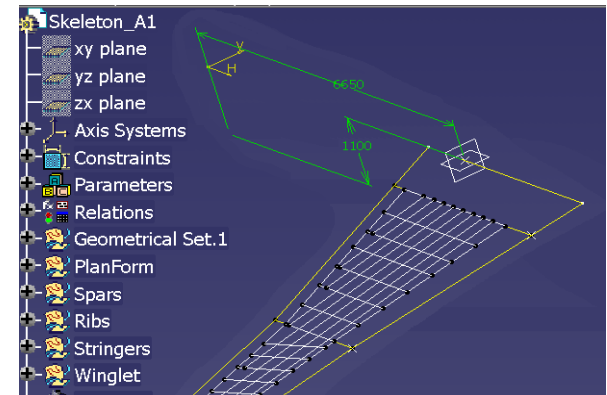 Skeleton_A1
xy plane
yz plane
zx plane
Axis Systems
Constraints
Parameters
Relations
Geometrical Set.1
PlanForm
Spars
Ribs
Stringers
Winglet
V
H
6650
1100